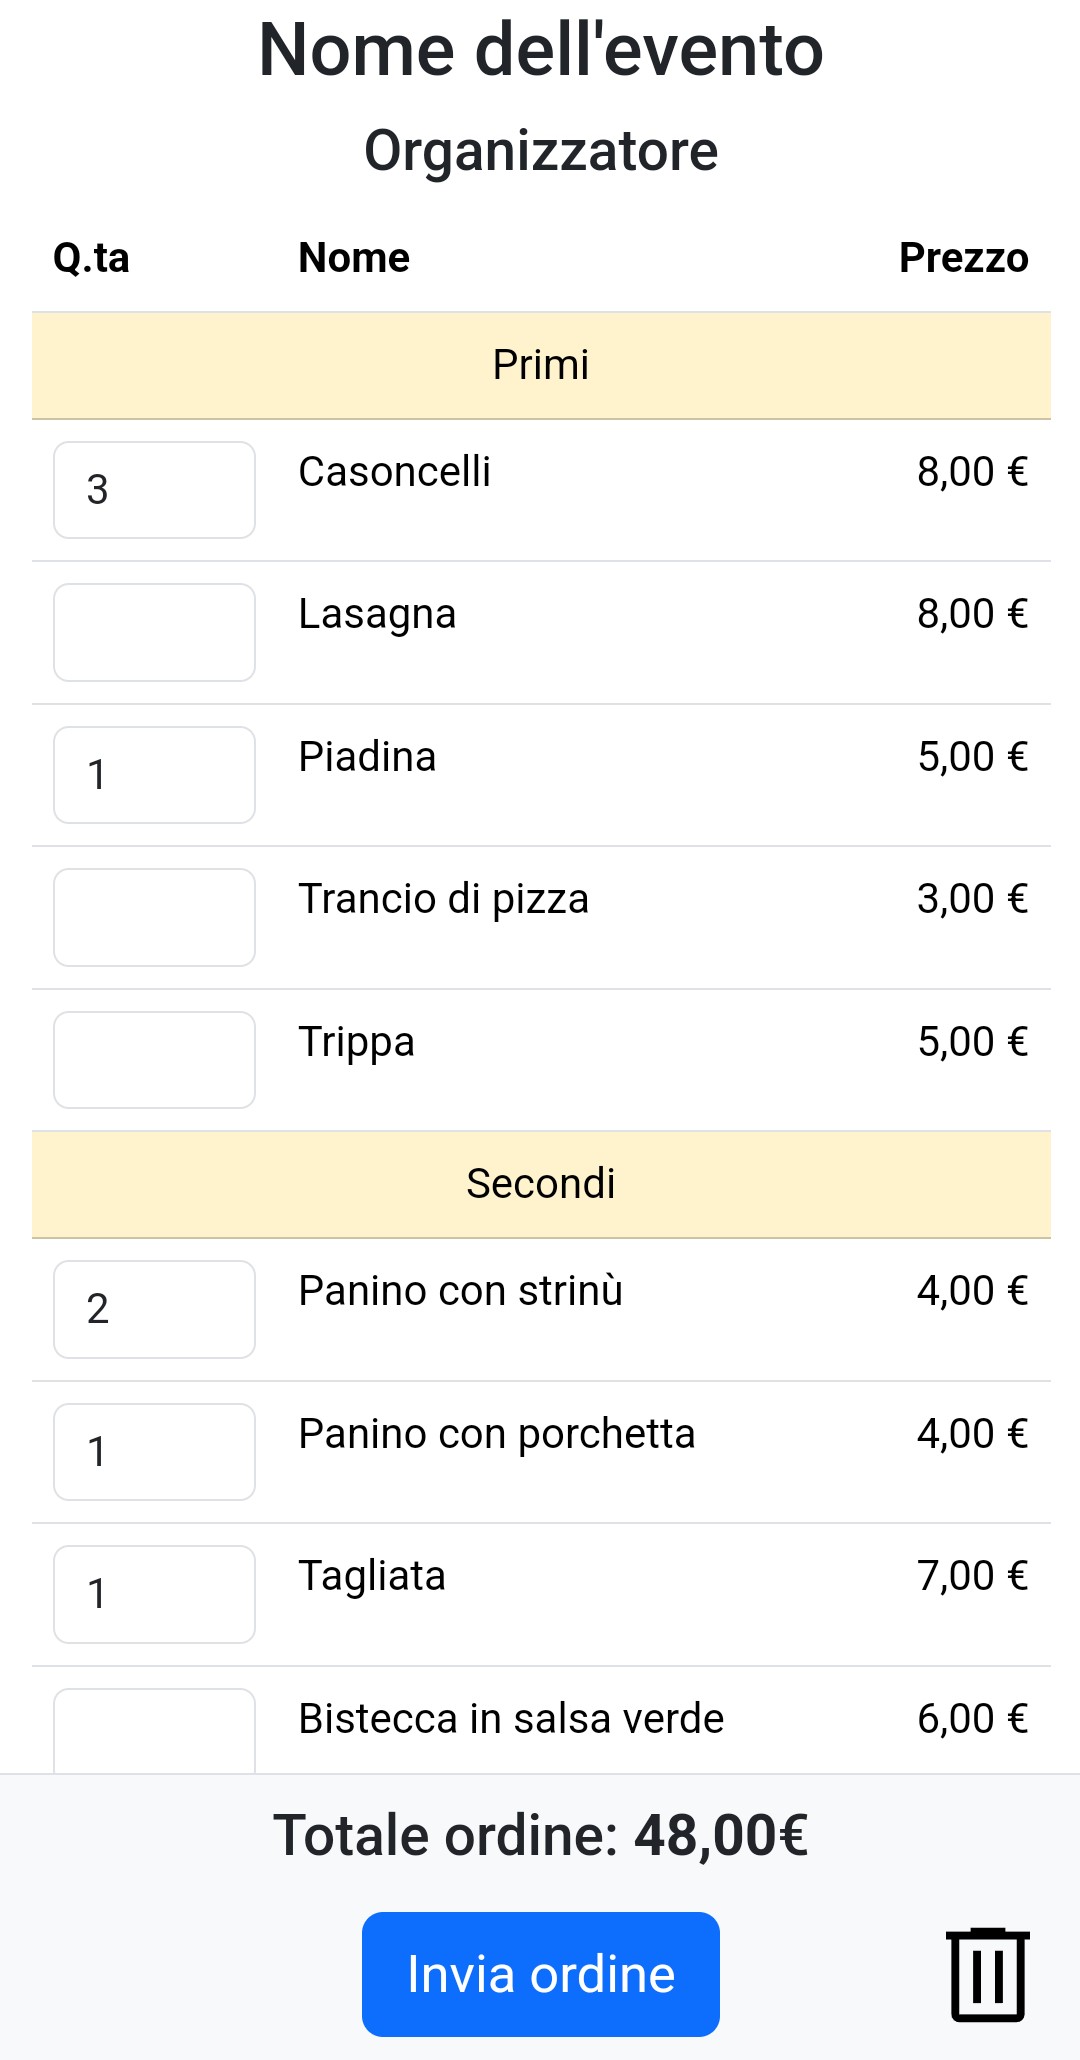 Nome dell'evento
Organizzatore
Q.ta Nome Prezzo
Primi
3 Casoncelli 8,00 €
Lasagna 8,00 €
1 Piadina 5,00 €
Trancio di pizza 3,00 €
Trippa 5,00 €
Secondi
2 Panino con strinù 4,00 €
1 Panino con porchetta 4,00 €
1 Tagliata 7,00 €
Bistecca in salsa verde 6,00 €
Totale ordine: 48,00€
Invia ordine